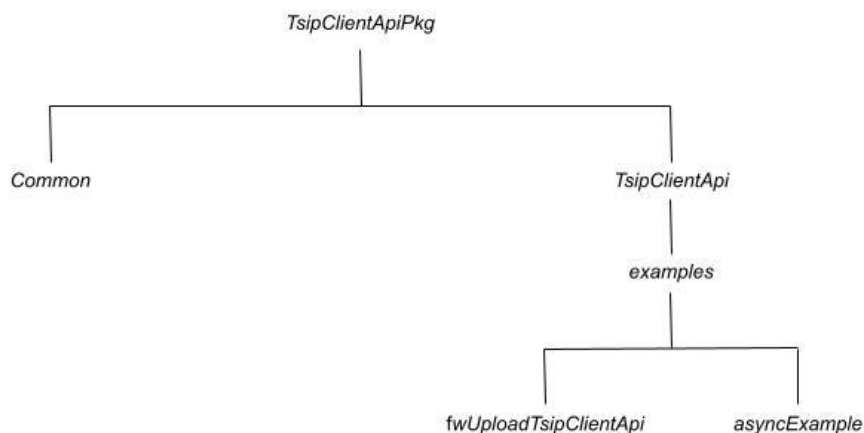 TsipClientApiPkg
Common
TsipClientApi
examples
fwUploadTsipClientApi
asyncExample